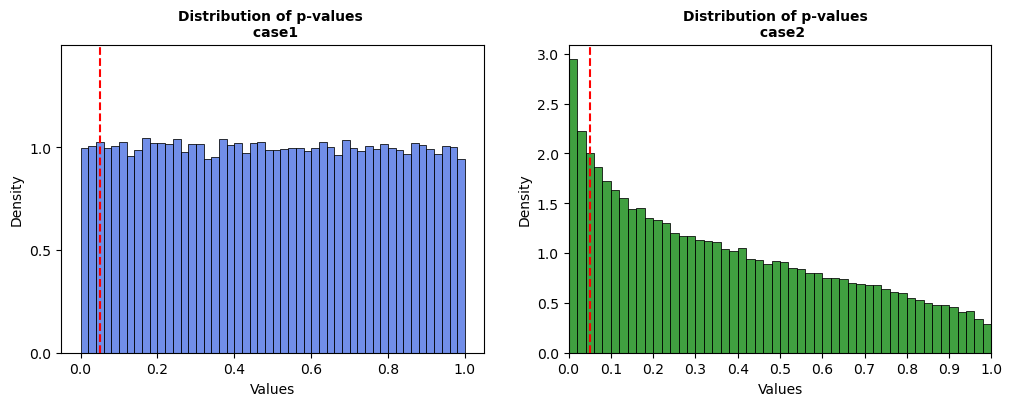 Distribution of p-values
case1
Density
1.0
0.5
0.0
0.0 0.2 0.4 0.6 0.8 1.0
Values
Distribution of p-values
case2
Density
3.0
2.5
2.0
1.5
1.0
0.5
0.0
0.0 0.1 0.2 0.3 0.4 0.5 0.6 0.7 0.8 0.9 1.0
Values